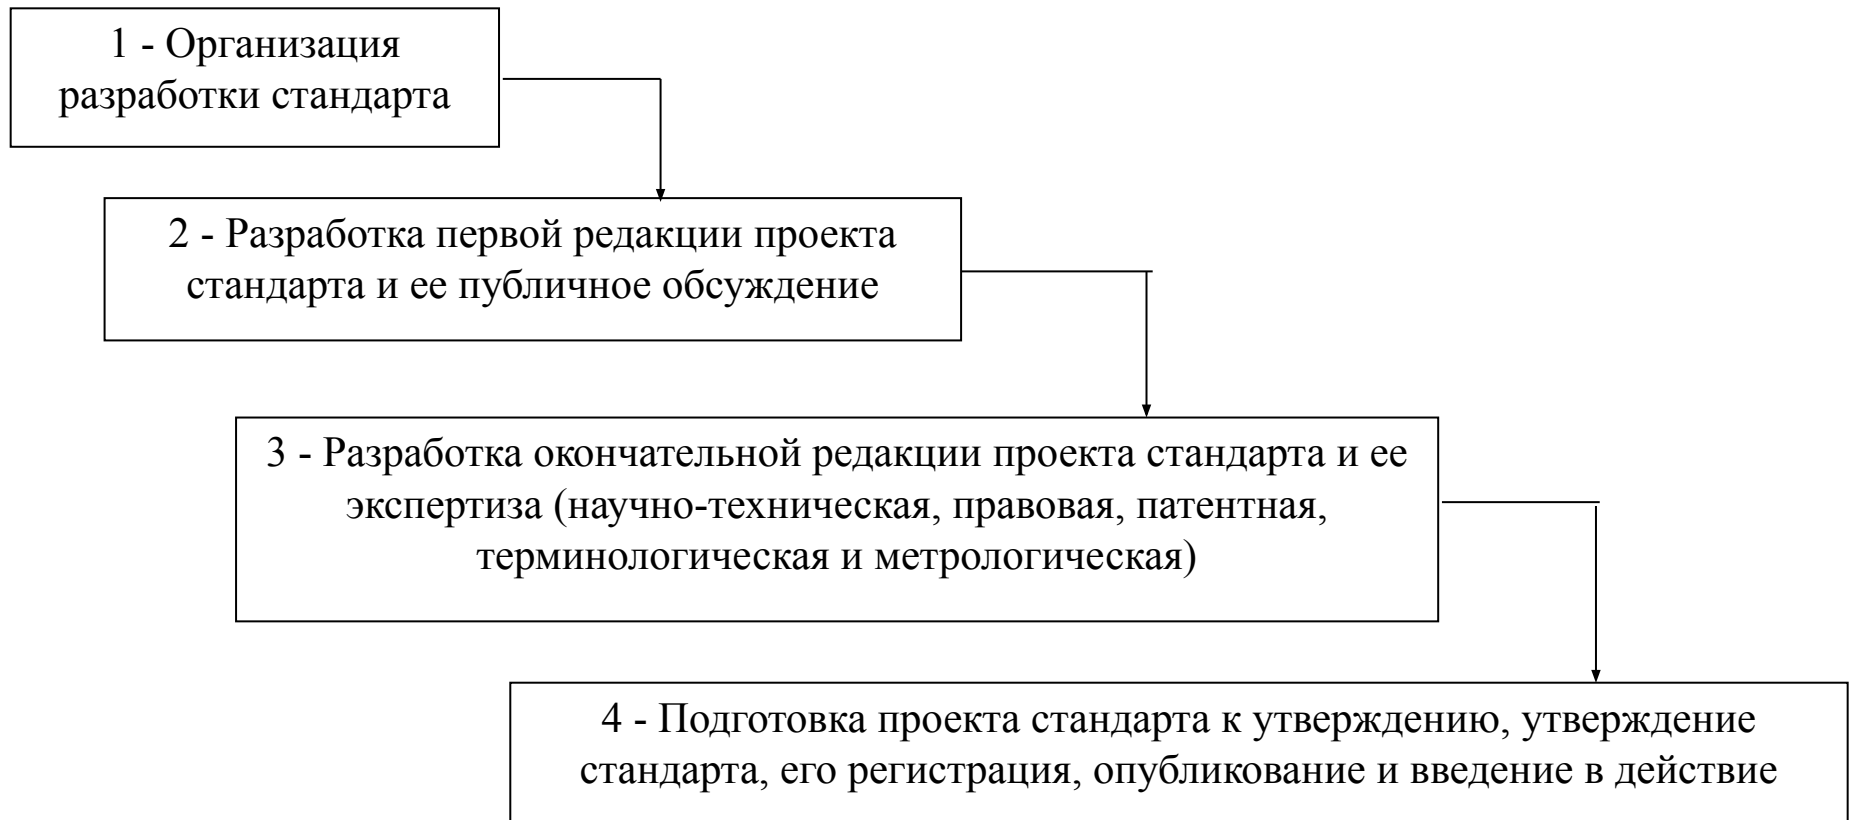 1 - Организация
разработки стандарта
2 - Разработка первой редакции проекта
стандарта и ее публичное обсуждение
3 - Разработка окончательной редакции проекта стандарта и ее
экспертиза (научно-техническая, правовая, патентная,
терминологическая и метрологическая)
4 - Подготовка проекта стандарта к утверждению, утверждение
стандарта, его регистрация, опубликование и введение в действие